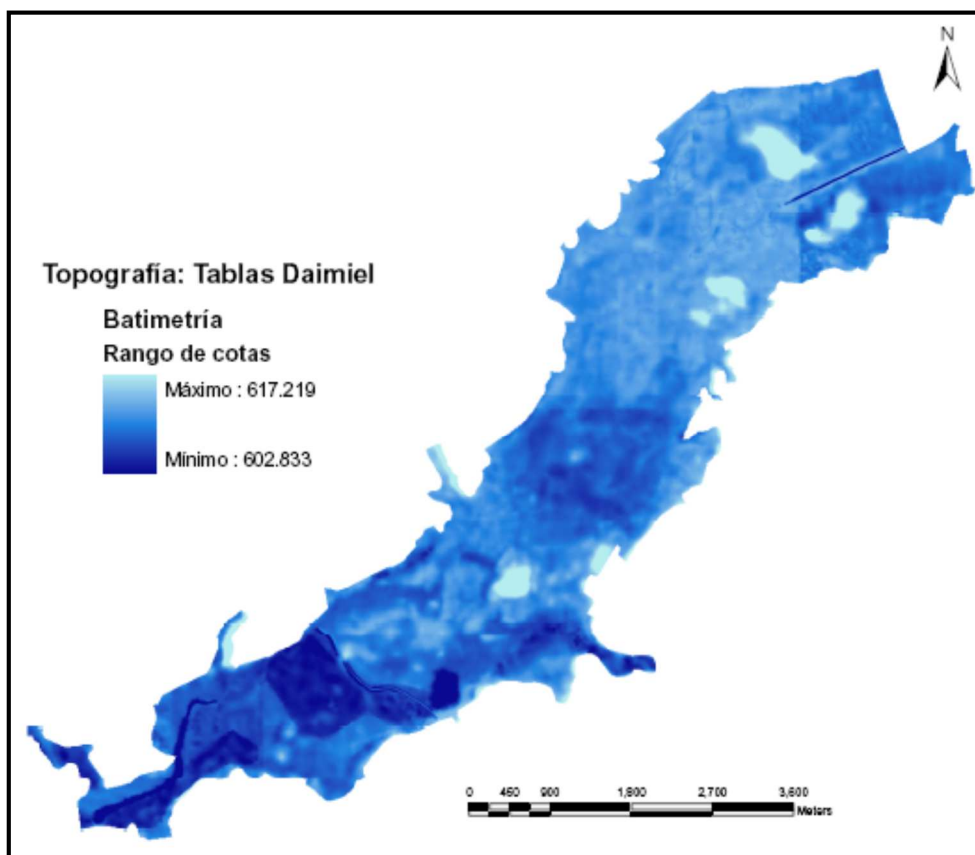 N
Topografía: Tablas Daimiel
Batimetría
Rango de cotas
Máximo : 617.219
Mínimo : 602.833
0 450 900 1,800 2,700 3,600
Meters